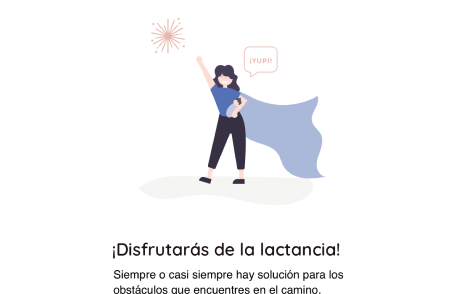 ¡YUPI!
¡Disfrutarás de la lactancia!
Siempre o casi siempre hay solución para los
obstáculos que encuentres en el camino.